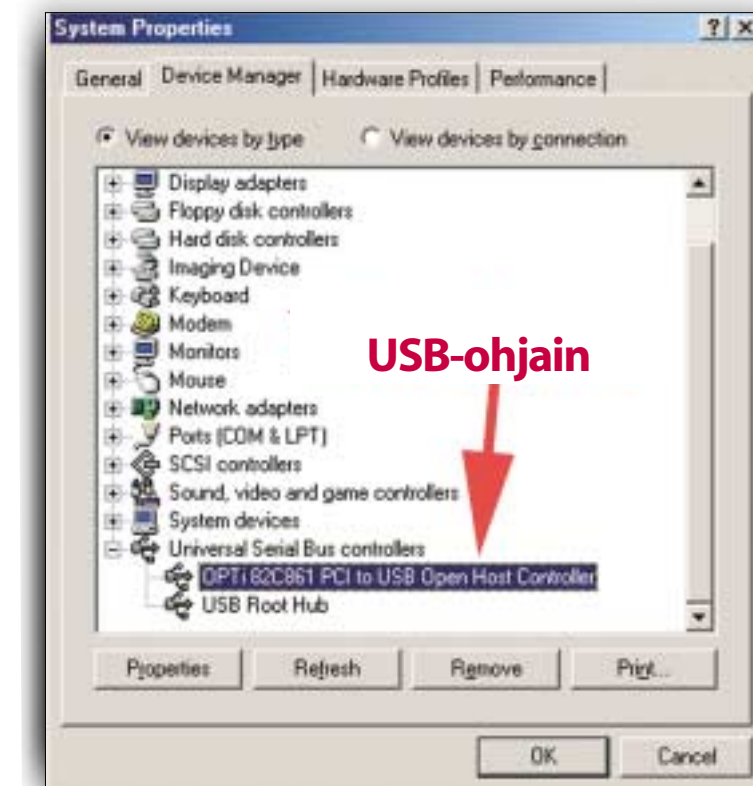 System Properties
General Device Manager Hardware Profiles Performance
View devices by type View devices by connection
Display adapters
Floppy disk controllers
Hard disk controllers
Imaging Device
Keyboard
Modem
Monitors
USB-ohjain
Mouse
Network adapters
Ports (COM & LPT)
SCSI controllers
Sound, video and game controllers
System devices
Universal Serial Bus controllers
OPTi 82C861 PCI to USB Open Host Controller
USB Root Hub
Properties Refresh Remove Print...
OK Cancel